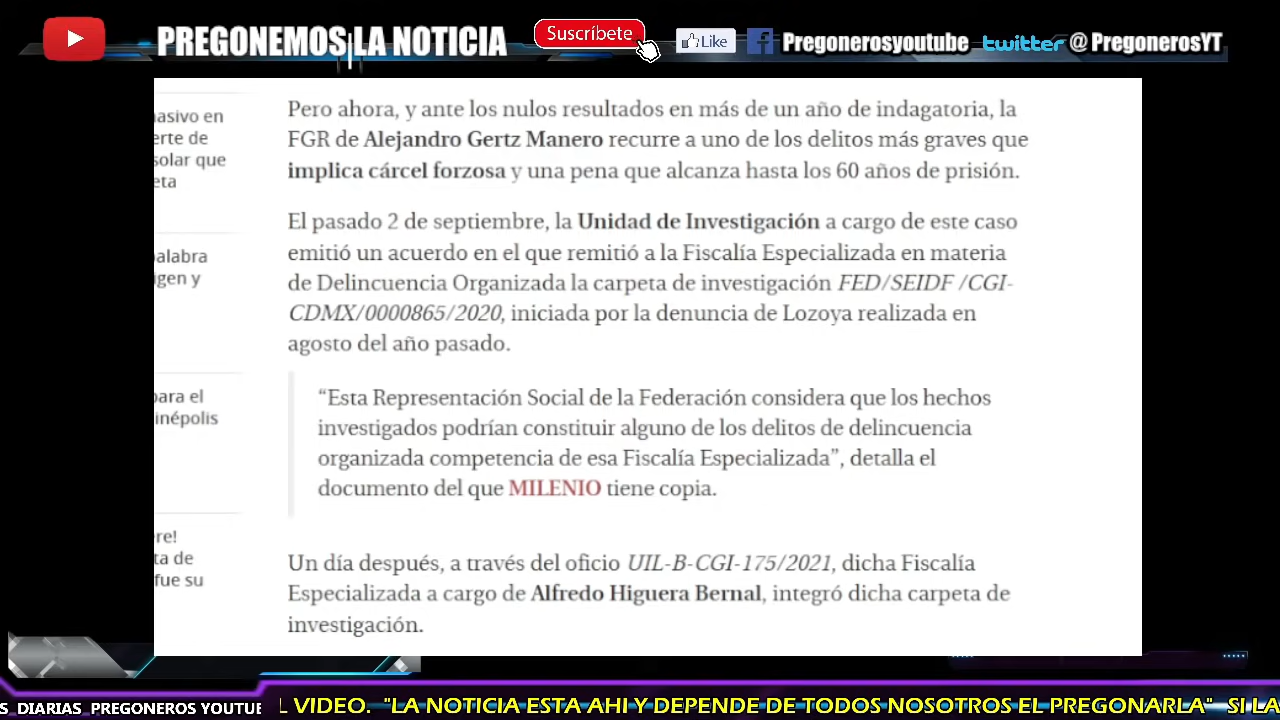 PREGONEMOS LA NOTICIA
Suscríbete
Like
Pregonerosyoutube
twitter @ PregonerosYT
asivo en
erte de
solar que
eta
alabra
igen y
para el
inépolis
re!
ta de
fue su
Pero ahora, y ante los nulos resultados en más de un año de indagatoria, la
FGR de Alejandro Gertz Manero recurre a uno de los delitos más graves que
implica cárcel forzosa y una pena que alcanza hasta los 60 años de prisión.
El pasado 2 de septiembre, la Unidad de Investigación a cargo de este caso
emitió un acuerdo en el que remitió a la Fiscalía Especializada en materia
de Delincuencia Organizada la carpeta de investigación FED/SEIDF /CGI-
CDMX/0000865/2020, iniciada por la denuncia de Lozoya realizada en
agosto del año pasado.
“Esta Representación Social de la Federación considera que los hechos
investigados podrían constituir alguno de los delitos de delincuencia
organizada competencia de esa Fiscalía Especializada”, detalla el
documento del que MILENIO tiene copia.
Un día después, a través del oficio UIL-B-CGI-175/2021, dicha Fiscalía
Especializada a cargo de Alfredo Higuera Bernal, integró dicha carpeta de
investigación.
S_DIARIAS_PREGONEROS YOUTUBE
L VIDEO. "LA NOTICIA ESTA AHI Y DEPENDE DE TODOS NOSOTROS EL PREGONARLA" SI LA